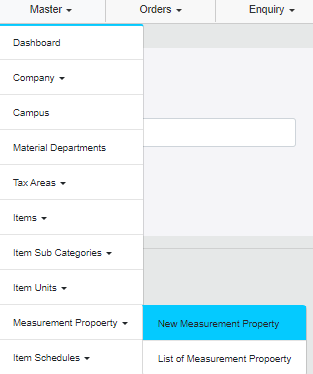 Master Orders Enquiry
Dashboard
Company
Campus
Material Departments
Tax Areas
Items
Item Sub Categories
Item Units
Measurement Propoerty New Measurement Property
Item Schedules List of Measurement Propoerty